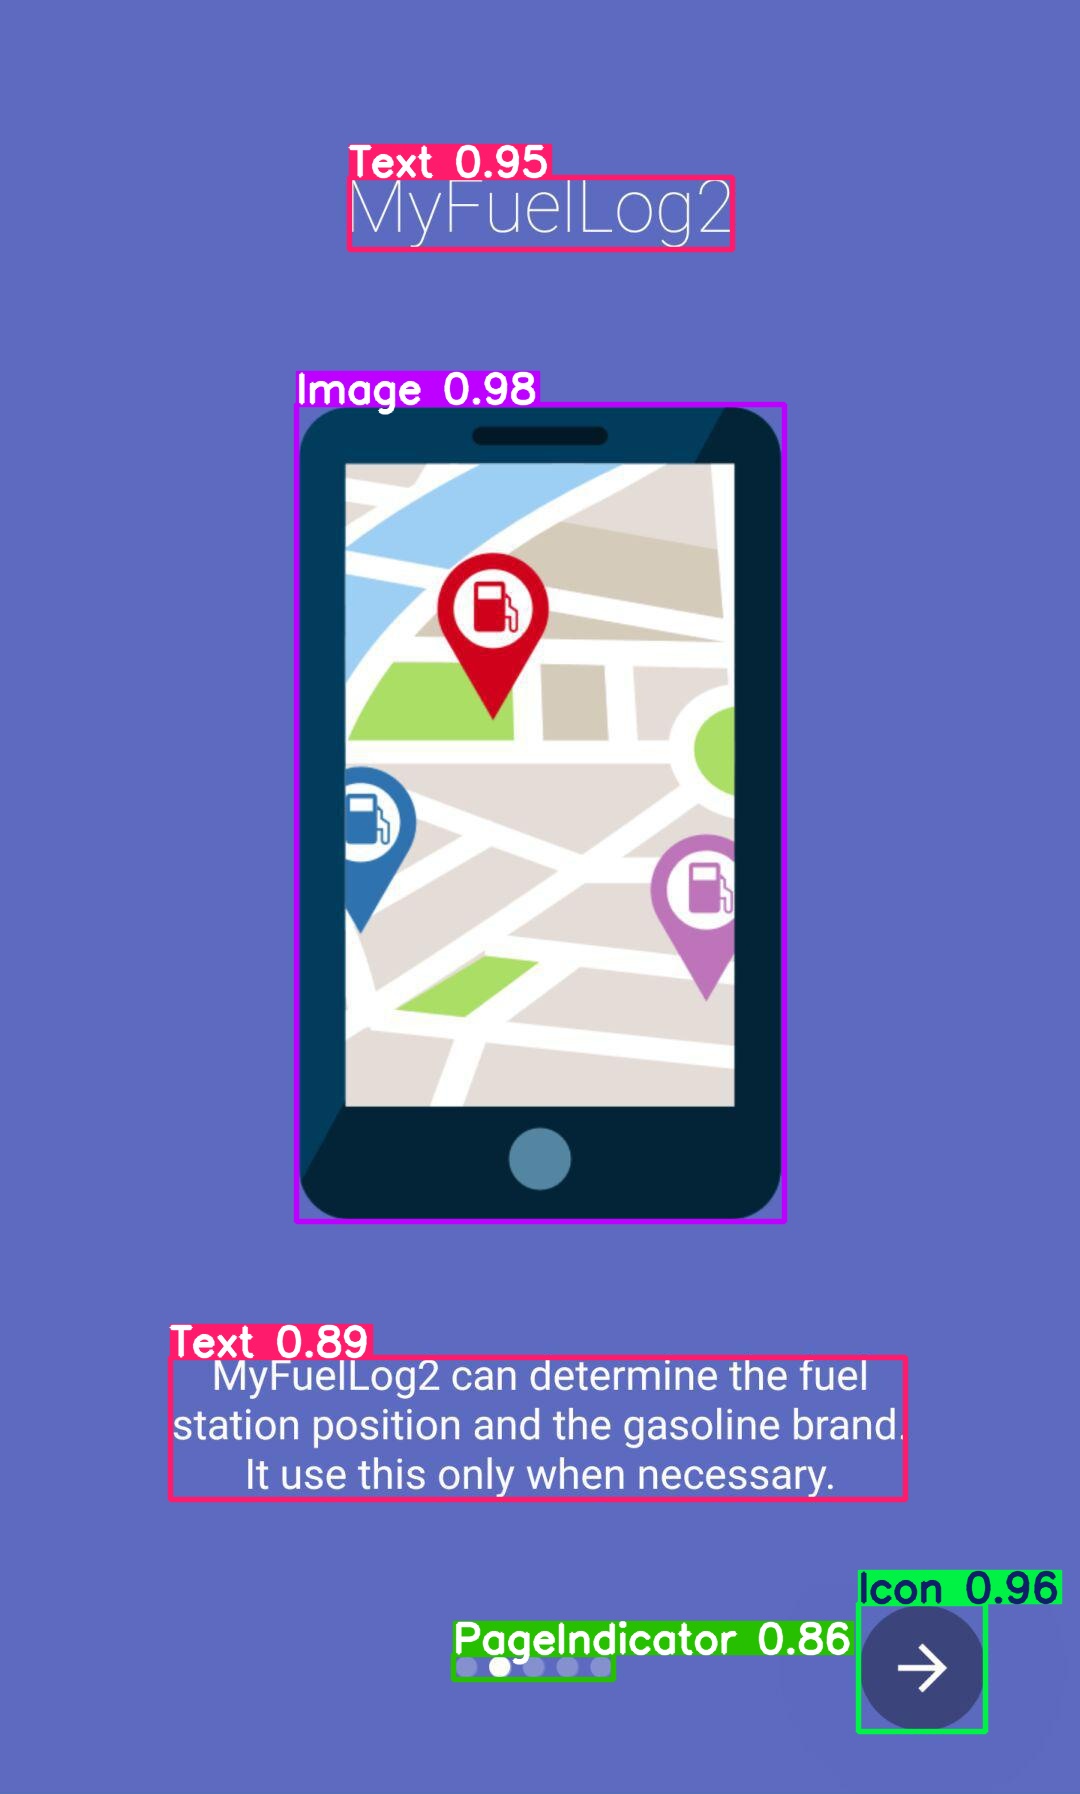 Text 0.95
MyFuelLog2
Image 0.98
Text 0.89
MyFuelLog2 can determine the fuel
station position and the gasoline brand.
It use this only when necessary.
Icon 0.96
PageIndicator 0.86